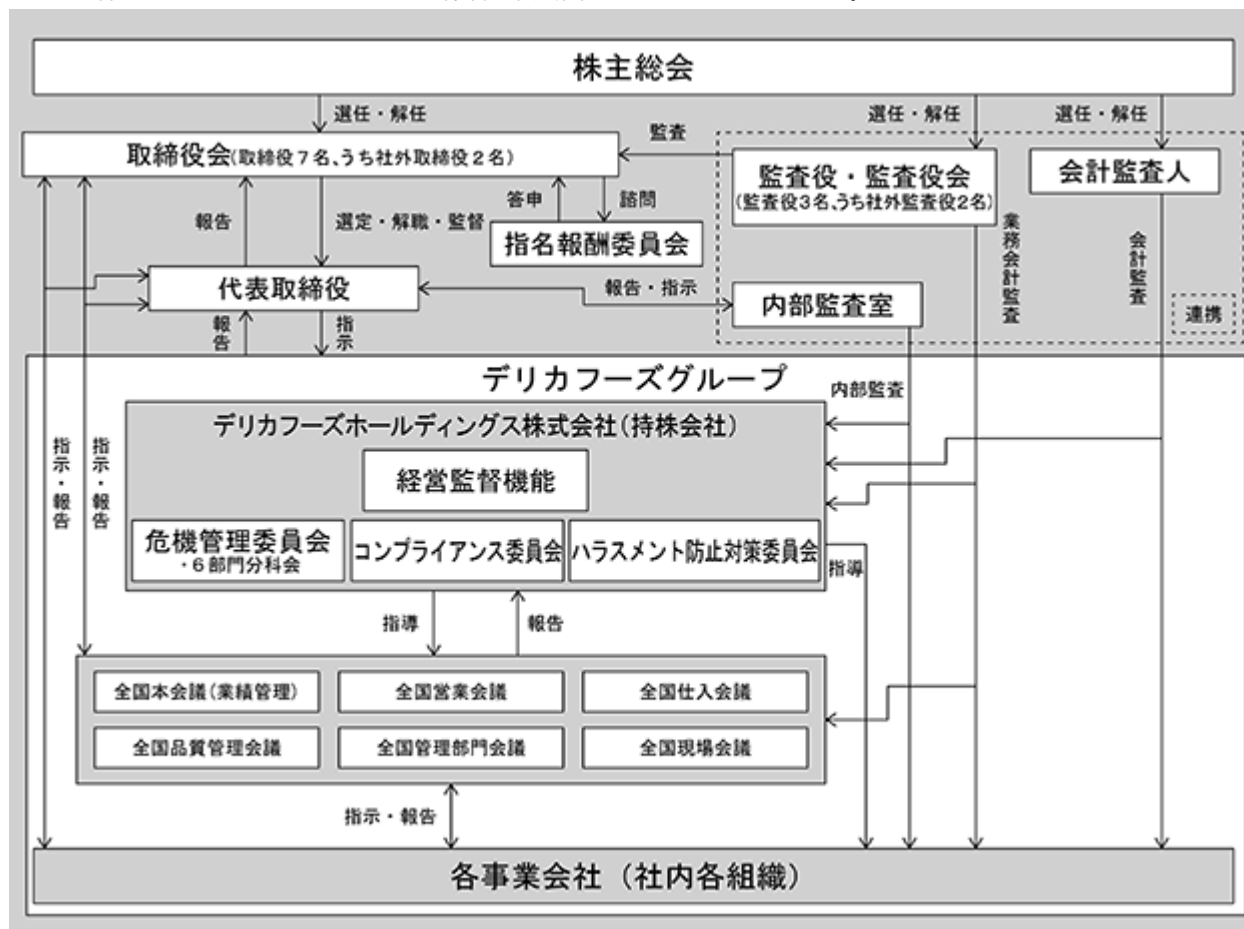 株主総会
選任・解任
選任・解任
選任・解任
監査
取締役会(取締役7名、うち社外取締役2名)
監査役・監査役会
(監査役3名、うち社外監査役2名)
会計監査人
報告
選定・解職・監督
答申
諮問
指名報酬委員会
業務会計監査
会計監査
代表取締役
報告・指示
内部監査室
連携
報告
指示
デリカフーズグループ
内部監査
デリカフーズホールディングス株式会社(持株会社)
経営監督機能
指示・報告
指示・報告
危機管理委員会
・6部門分科会
コンプライアンス委員会
ハラスメント防止対策委員会
指導
指導
報告
全国本会議(業績管理)
全国営業会議
全国仕入会議
全国品質管理会議
全国管理部門会議
全国現場会議
指示・報告
各事業会社(社内各組織)